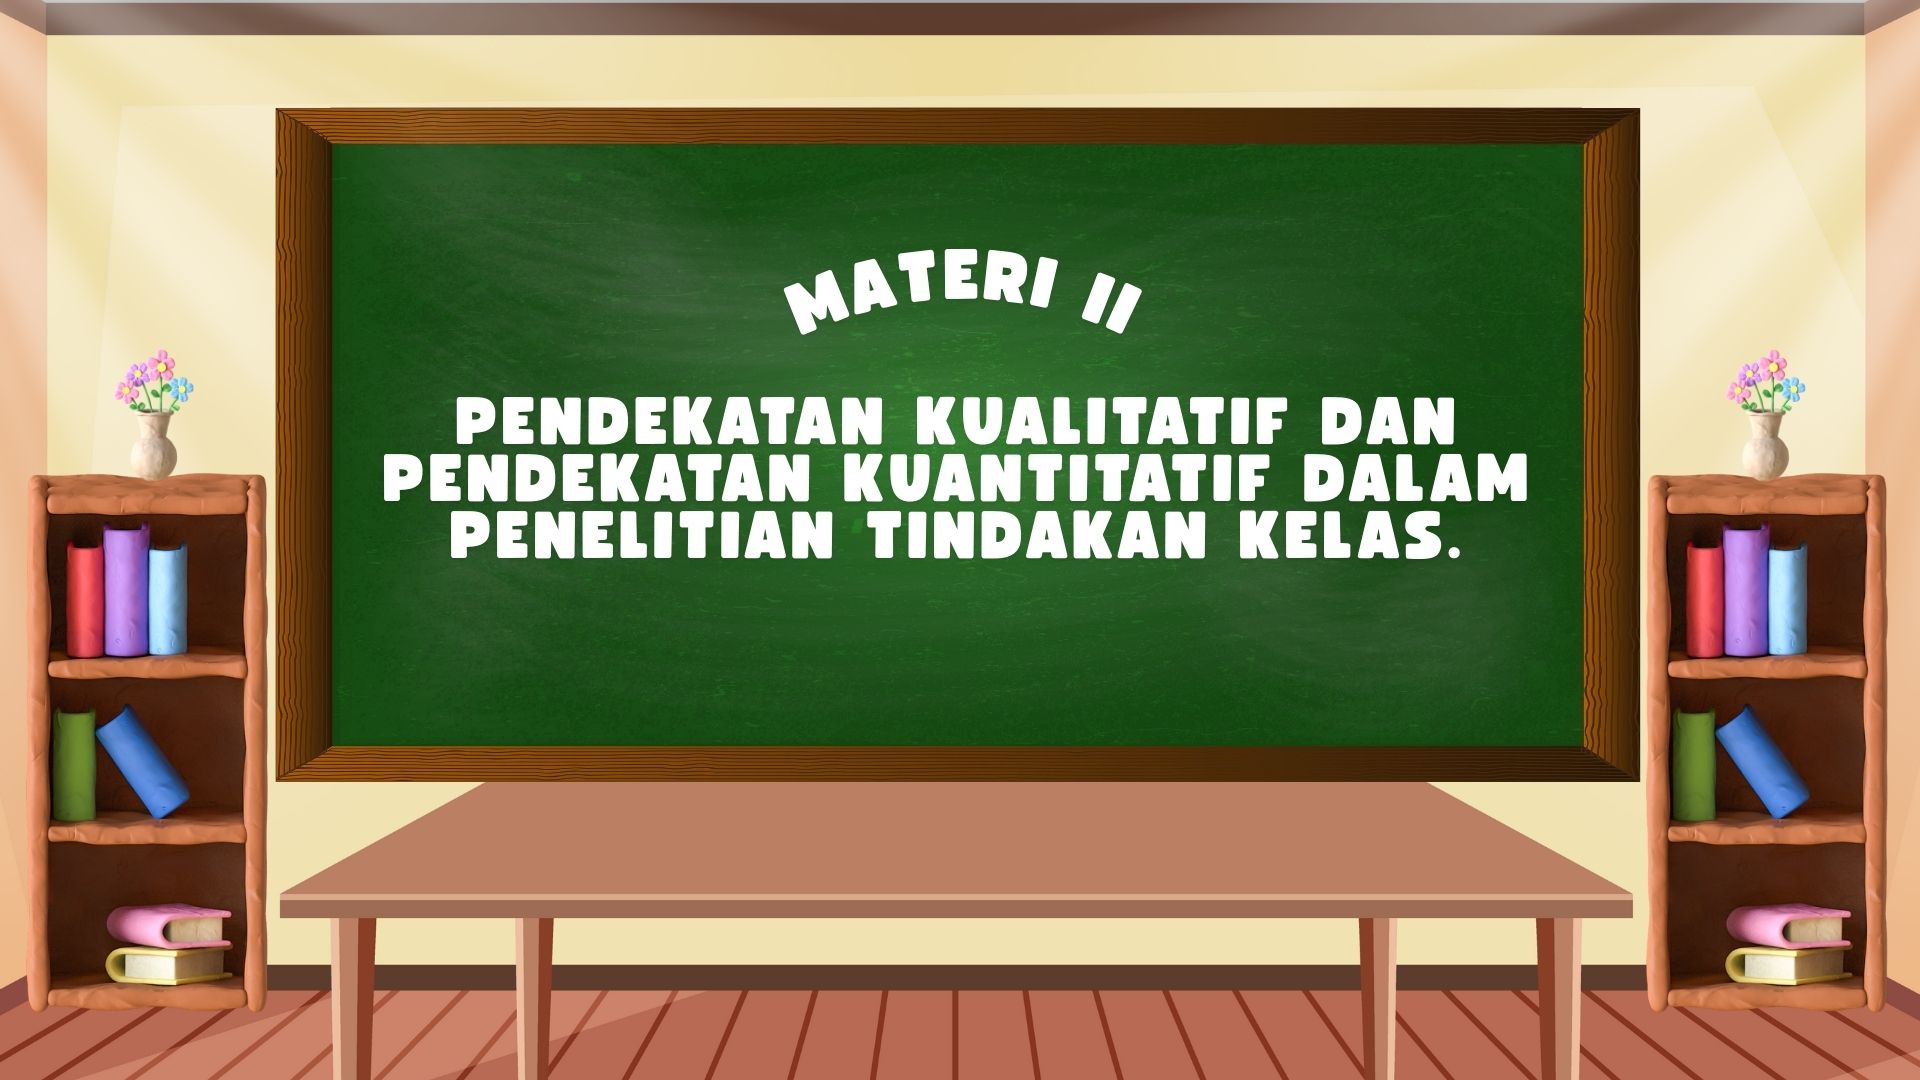 MATERI II
PENDEKATAN KUALITATIF DAN
PENDEKATAN KUANTITATIF DALAM
PENELITIAN TINDAKAN KELAS.